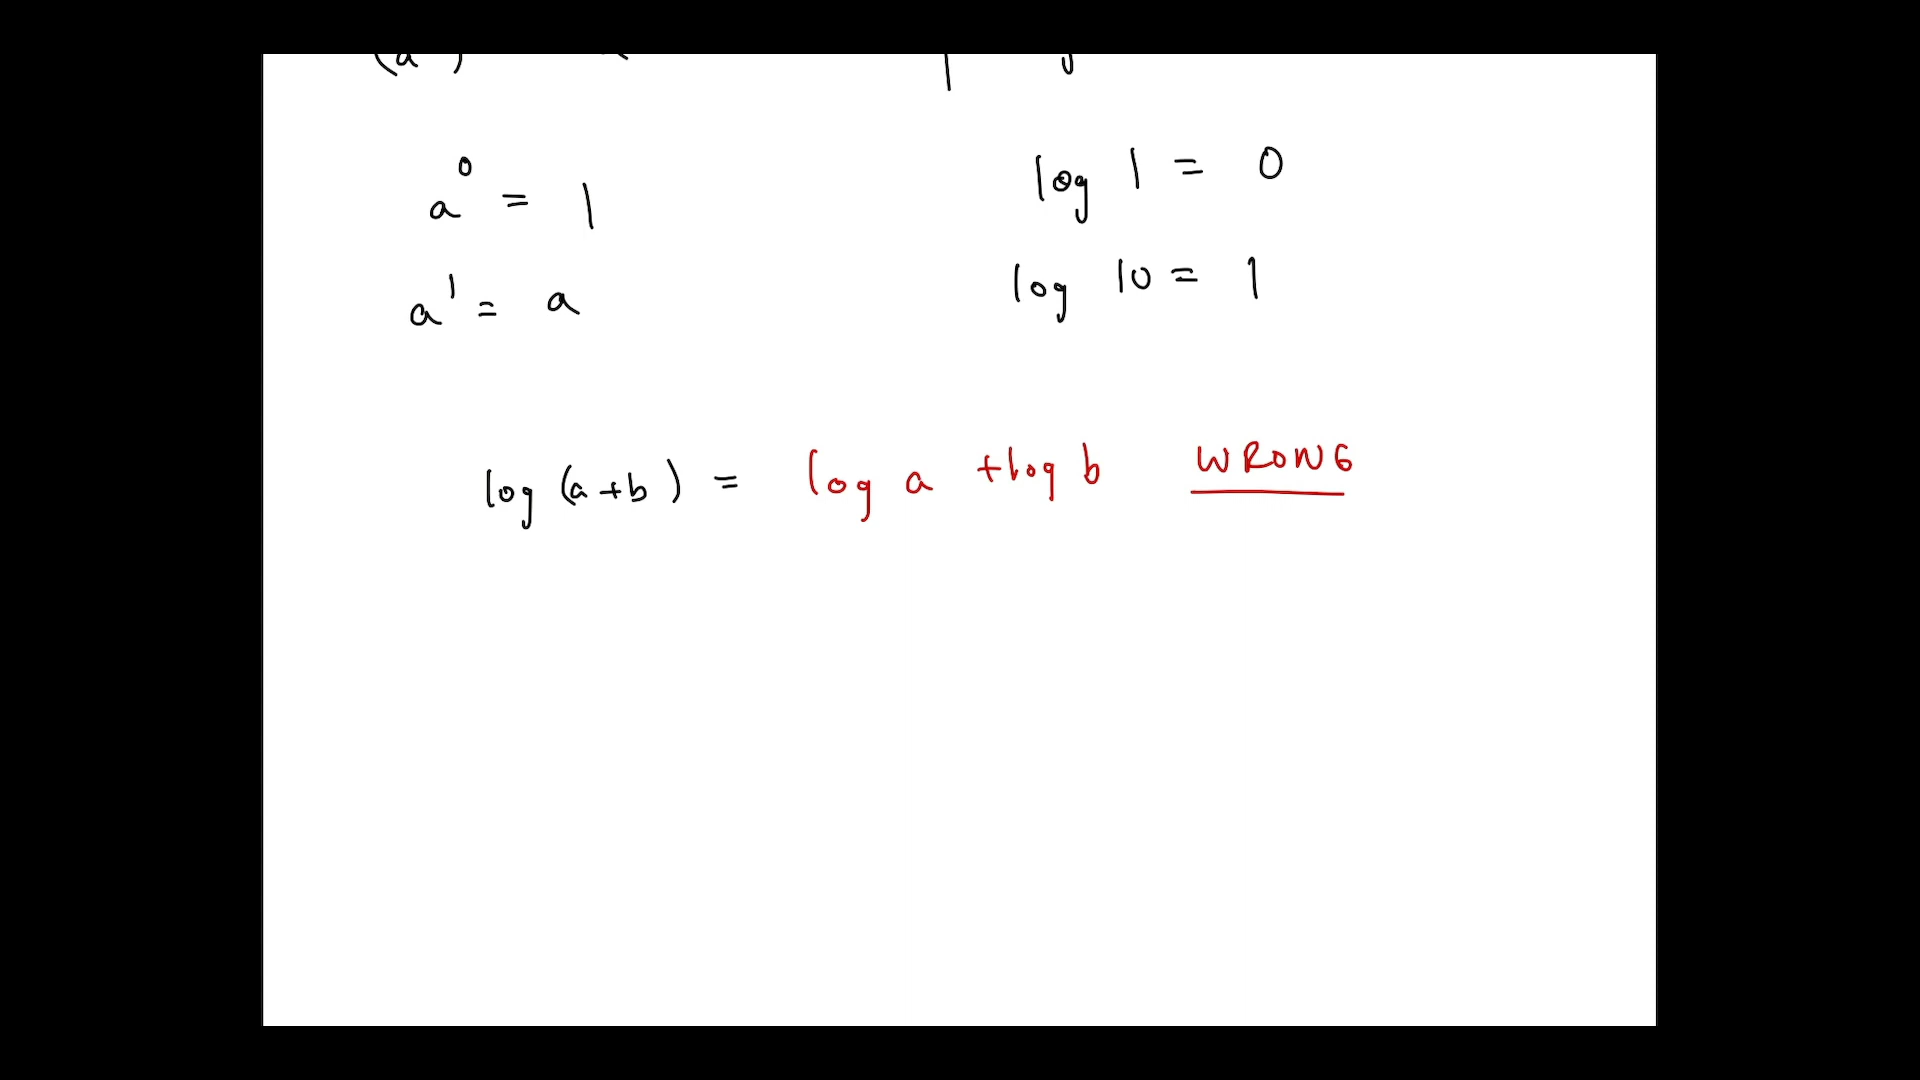 a⁰ = 1
log 1 = 0
a¹ = a
log 10 = 1
log (a+b) = log a + log b WRONG